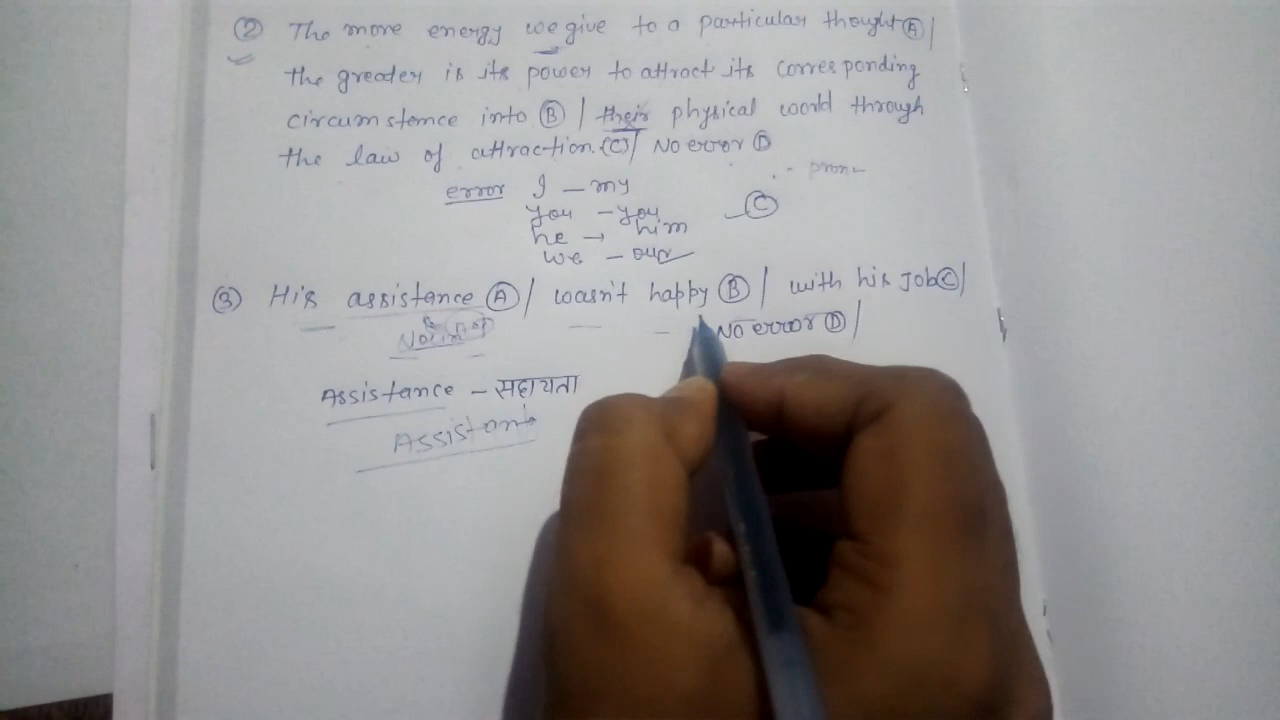 ② The more energy we give to a particular thought Ⓐ /
the greater is its power to attract its corresponding
circumstance into Ⓑ / their physical world through
the law of attraction. (C) / No error Ⓓ
error I – my
you – you Ⓒ
he → him
we – our
③ His assistance Ⓐ / wasn't happy Ⓑ / with his job Ⓒ /
No error Ⓓ /
Assistance – सहायता
Assistant